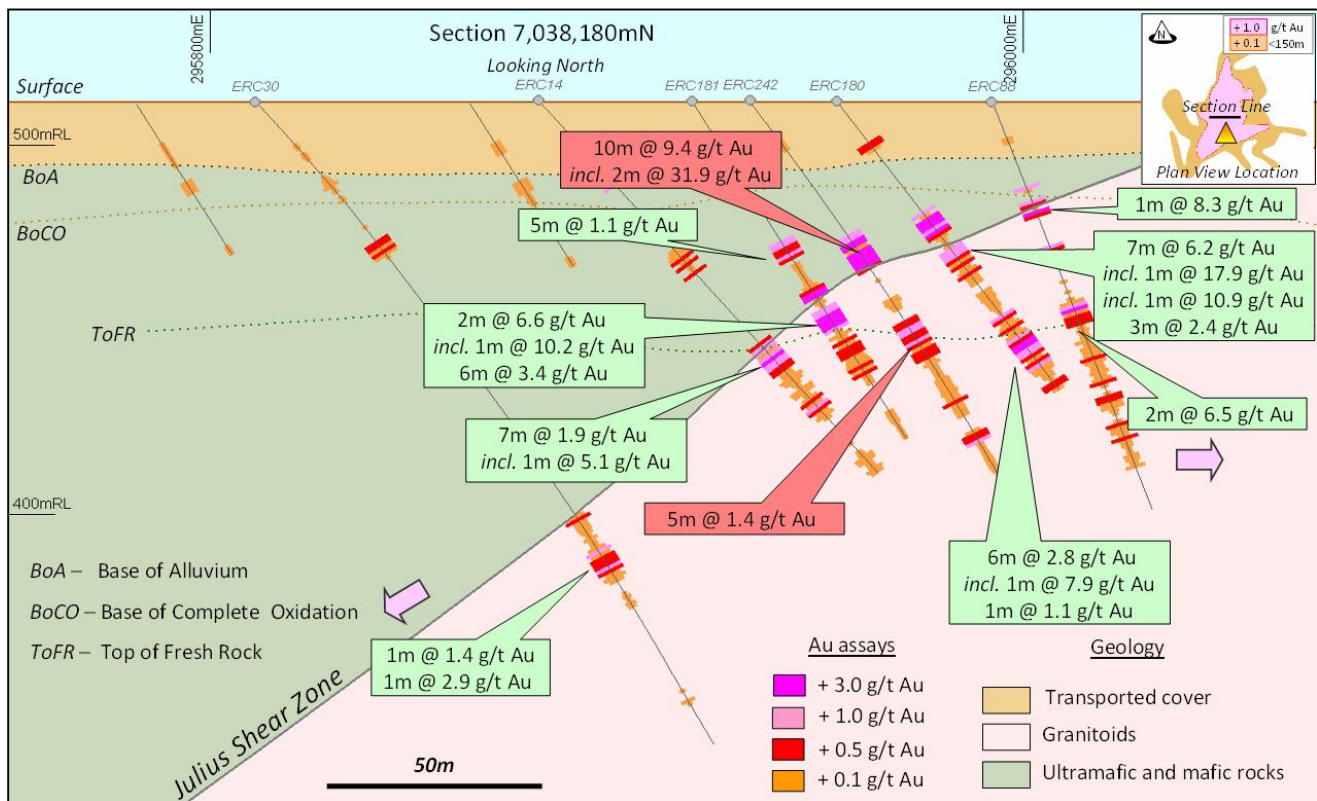 Section 7,038,180mN
Looking North
295800mE
296000mE
Surface
ERC30
ERC14
ERC181
ERC242
ERC180
ERC88
+ 1.0 g/t Au
+ 0.1 <150m
N
Section Line
Plan View Location
500mRL
BoA
BoCO
ToFR
400mRL
10m @ 9.4 g/t Au
incl. 2m @ 31.9 g/t Au
5m @ 1.1 g/t Au
1m @ 8.3 g/t Au
7m @ 6.2 g/t Au
incl. 1m @ 17.9 g/t Au
incl. 1m @ 10.9 g/t Au
3m @ 2.4 g/t Au
2m @ 6.6 g/t Au
incl. 1m @ 10.2 g/t Au
6m @ 3.4 g/t Au
2m @ 6.5 g/t Au
7m @ 1.9 g/t Au
incl. 1m @ 5.1 g/t Au
5m @ 1.4 g/t Au
6m @ 2.8 g/t Au
incl. 1m @ 7.9 g/t Au
1m @ 1.1 g/t Au
1m @ 1.4 g/t Au
1m @ 2.9 g/t Au
BoA – Base of Alluvium
BoCO – Base of Complete Oxidation
ToFR – Top of Fresh Rock
Julius Shear Zone
50m
Au assays
+ 3.0 g/t Au
+ 1.0 g/t Au
+ 0.5 g/t Au
+ 0.1 g/t Au
Geology
Transported cover
Granitoids
Ultramafic and mafic rocks